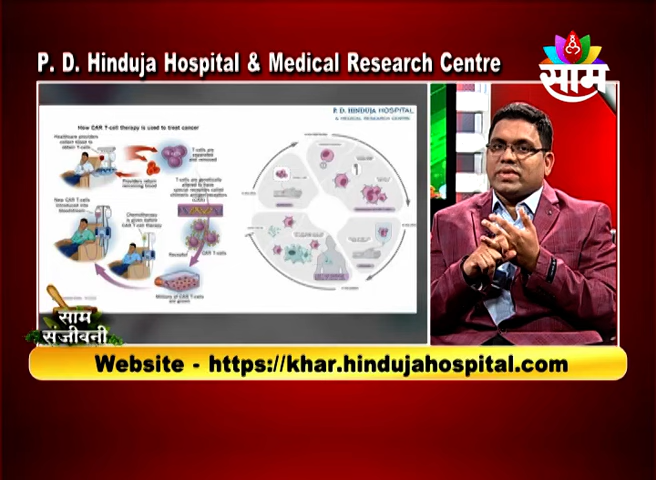 P. D. Hinduja Hospital & Medical Research Centre
साम
P. D. HINDUJA HOSPITAL
& MEDICAL RESEARCH CENTRE
How CAR T-cell therapy is used to treat cancer
Healthcare providers
collect blood to
obtain T-cells
T-cells are
separated
and removed
Providers return
remaining blood
T-cells are genetically
altered to have
special receptors called
chimeric antigen receptors
(CAR)
New CAR T-cells
introduced into
bloodstream
Chemotherapy
is given before
CAR T-cell therapy
Receptor
CAR T-cells
Millions of CAR T-cells
are grown
साम
संजीवनी
Website - https://khar.hindujahospital.com